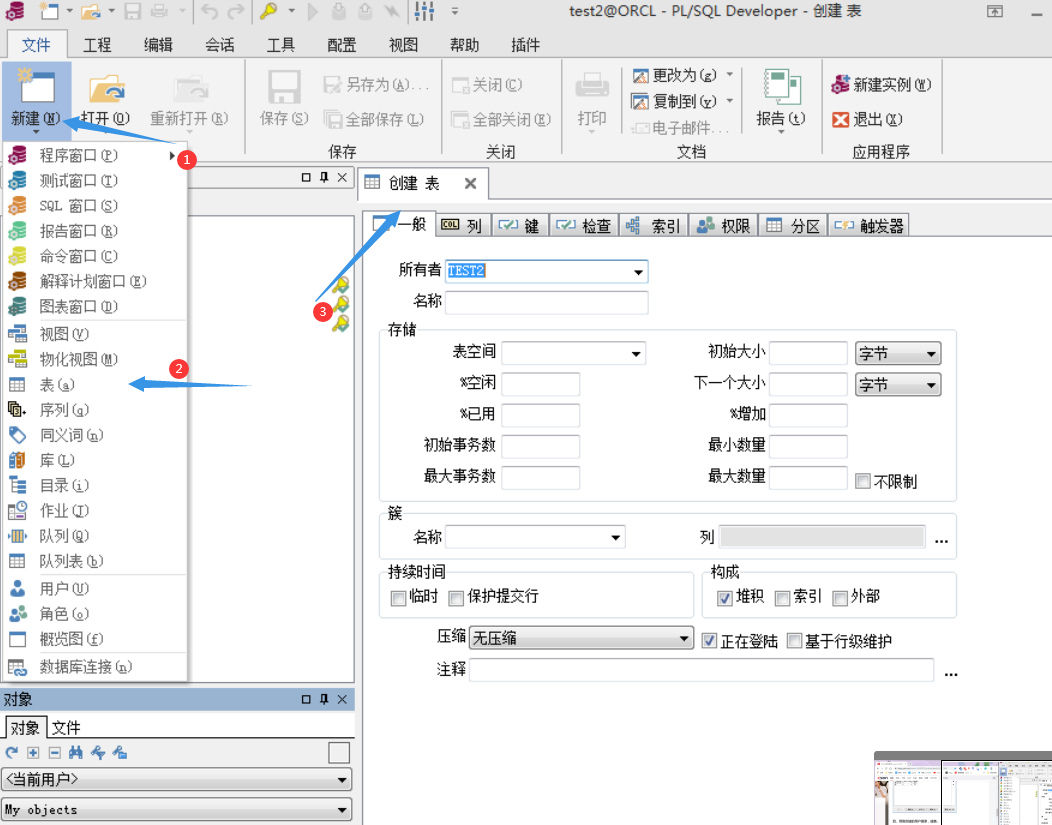 test2@ORCL - PL/SQL Developer - 创建 表
文件 工程 编辑 会话 工具 配置 视图 帮助 插件
新建 (N) 打开 (O) 重新打开 (R) 保存 (S) 另存为 (A)... 全部保存 (L) 关闭 (C) 全部关闭 (E) 打印 更改为 (g) 复制到 (y) 电子邮件... 报告 (t) 新建实例 (W) 退出 (X)
保存 关闭 文档 应用程序
程序窗口 (P)
1
测试窗口 (T)
SQL 窗口 (S)
报告窗口 (R)
命令窗口 (C)
解释计划窗口 (E)
图表窗口 (D)
视图 (V)
物化视图 (M)
2
表 (a)
序列 (q)
同义词 (n)
库 (L)
目录 (i)
作业 (J)
队列 (Q)
队列表 (b)
用户 (U)
角色 (o)
概览图 (f)
数据库连接 (n)
创建 表
3
一般 COL 列 键 检查 索引 权限 分区 触发器
所有者 TEST2
名称
存储
表空间 初始大小 字节
%空闲 下一个大小 字节
%已用 %增加
初始事务数 最小数量
最大事务数 最大数量 不限制
簇
名称 列 ...
持续时间 构成
临时 保护提交行 堆积 索引 外部
压缩 无压缩 正在登陆 基于行级维护
注释 ...
对象
对象 文件
<当前用户>
My objects